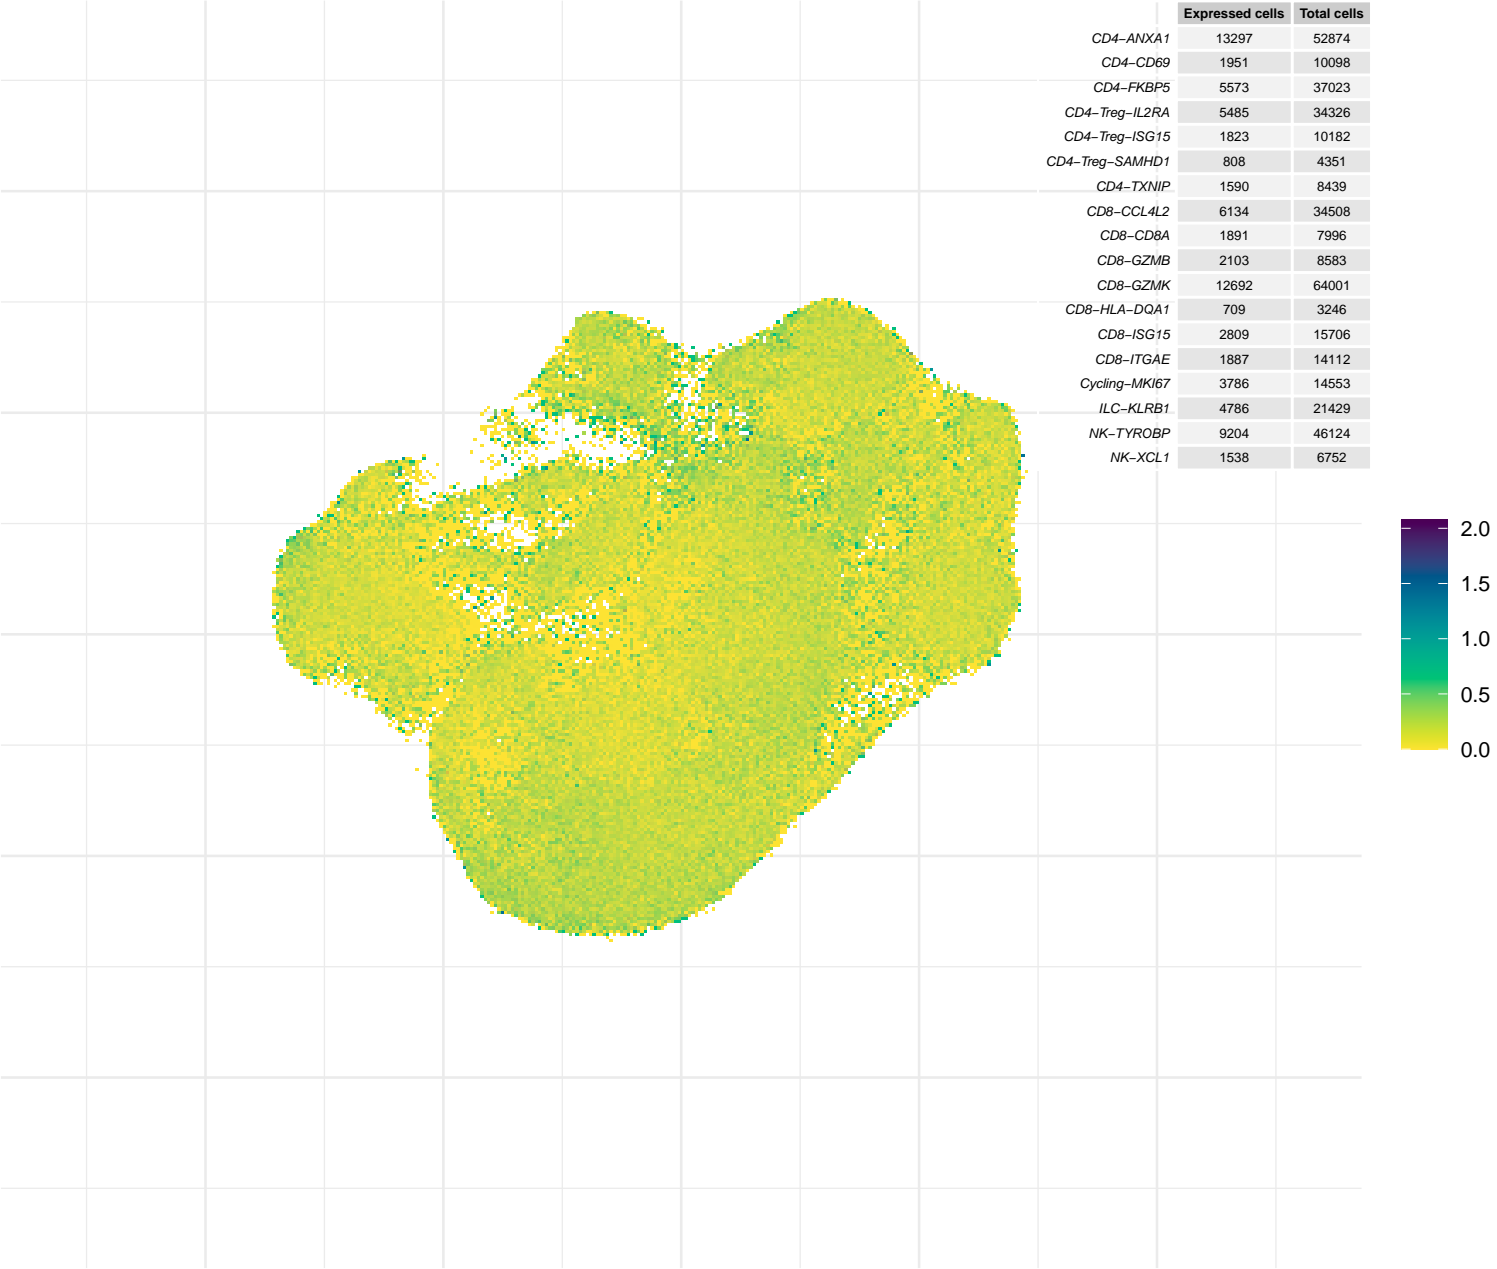 Expressed cells Total cells
CD4−ANXA1 13297 52874
CD4−CD69 1951 10098
CD4−FKBP5 5573 37023
CD4−Treg−IL2RA 5485 34326
CD4−Treg−ISG15 1823 10182
CD4−Treg−SAMHD1 808 4351
CD4−TXNIP 1590 8439
CD8−CCL4L2 6134 34508
CD8−CD8A 1891 7996
CD8−GZMB 2103 8583
CD8−GZMK 12692 64001
CD8−HLA−DQA1 709 3246
CD8−ISG15 2809 15706
CD8−ITGAE 1887 14112
Cycling−MKI67 3786 14553
ILC−KLRB1 4786 21429
NK−TYROBP 9204 46124
NK−XCL1 1538 6752
2.0
1.5
1.0
0.5
0.0